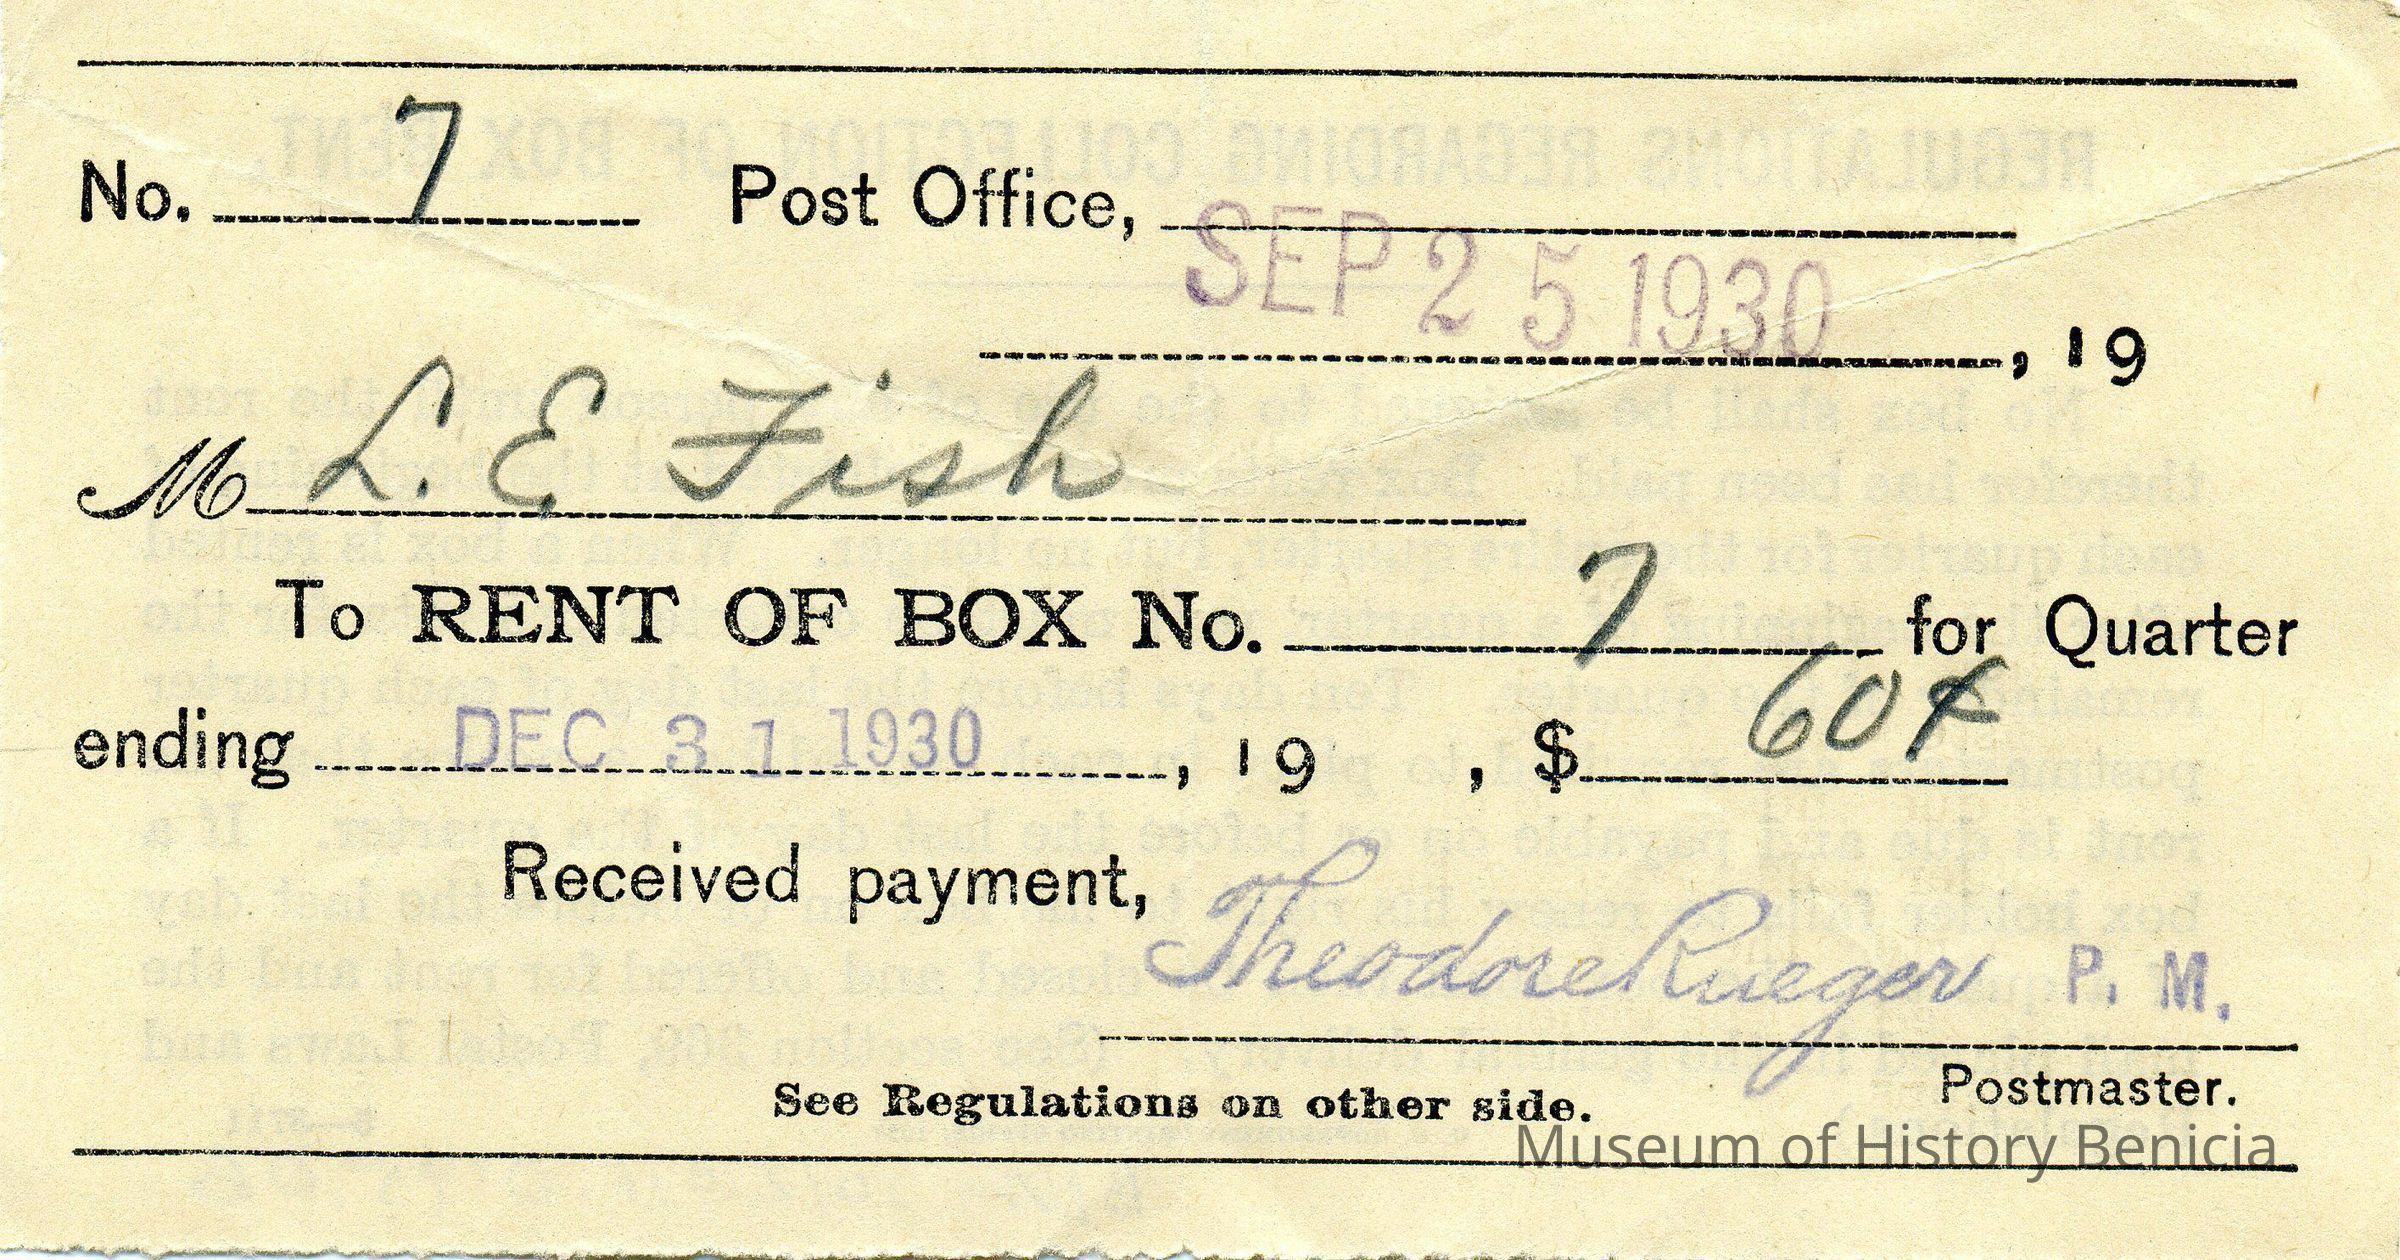 No. 7 Post Office,
SEP 25 1930
, 19
M L. E. Fish
To RENT OF BOX No. 7 for Quarter
ending DEC 31 1930, 19 , $ 60¢
Received payment,
Theodore Rueger P. M.
Postmaster.
See Regulations on other side.
Museum of History Benicia